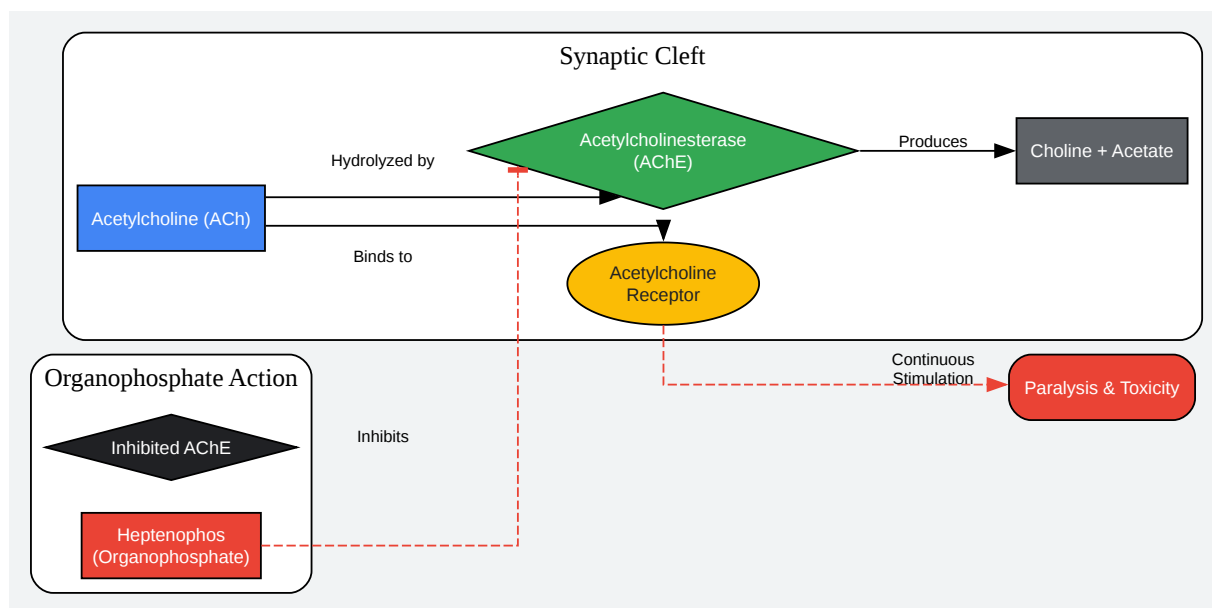 Synaptic Cleft
Acetylcholinesterase
(AChE)
Produces
Choline + Acetate
Hydrolyzed by
Acetylcholine (ACh)
Binds to
Acetylcholine
Receptor
Continuous
Stimulation
Paralysis & Toxicity
Organophosphate Action
Inhibited AChE
Inhibits
Heptenophos
(Organophosphate)